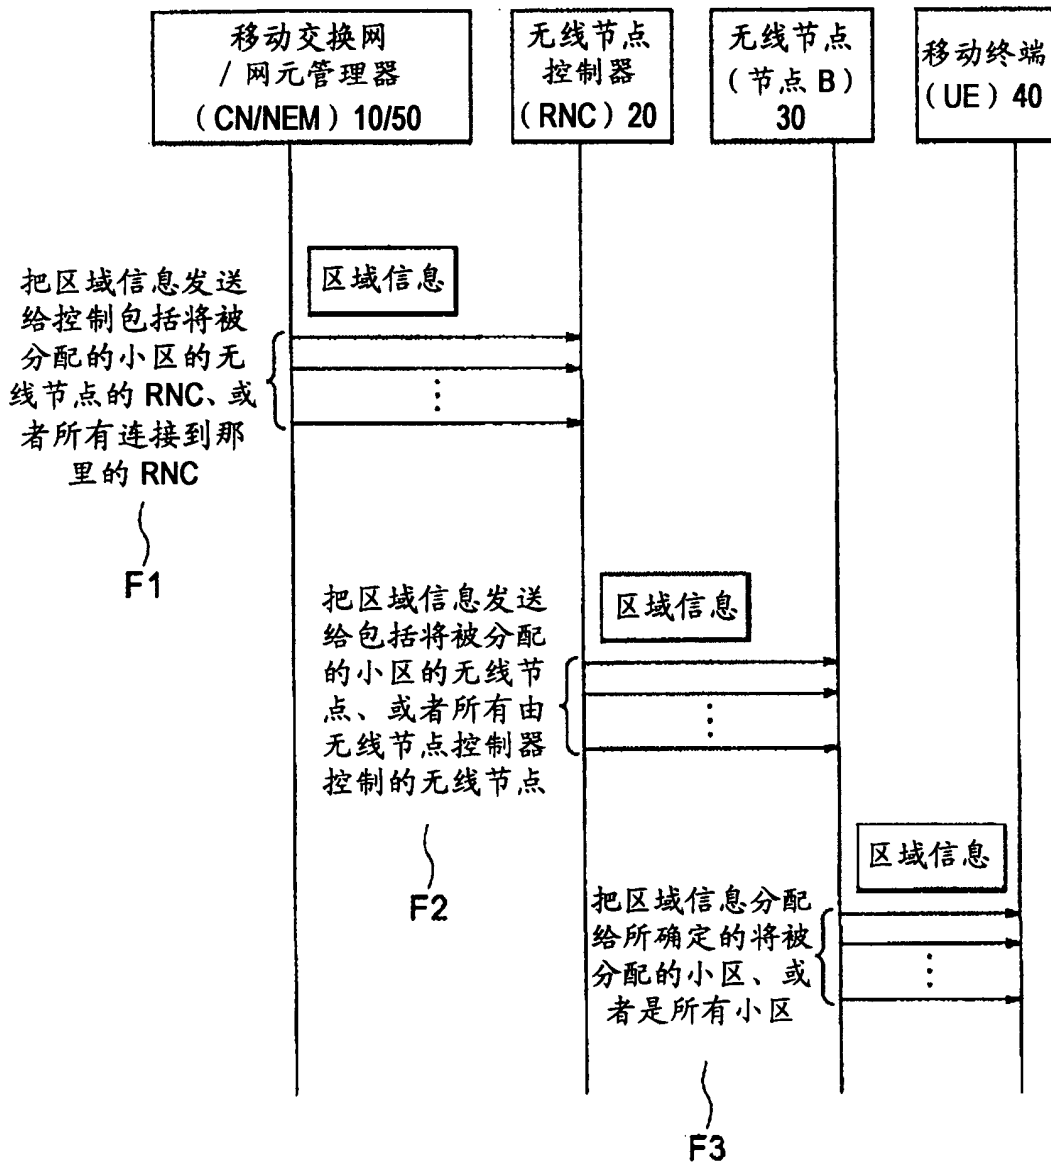 移动交换网
/ 网元管理器
(CN/NEM) 10/50
无线节点
控制器
(RNC) 20
无线节点
(节点 B)
30
移动终端
(UE) 40
区域信息
把区域信息发送
给控制包括将被
分配的小区的无
线节点的 RNC、或
者所有连接到那
里的 RNC
F1
区域信息
把区域信息发送
给包括将被分配
的小区的无线节
点、或者所有由
无线节点控制器
控制的无线节点
F2
区域信息
把区域信息分配
给所确定的将被
分配的小区、或
者是所有小区
F3